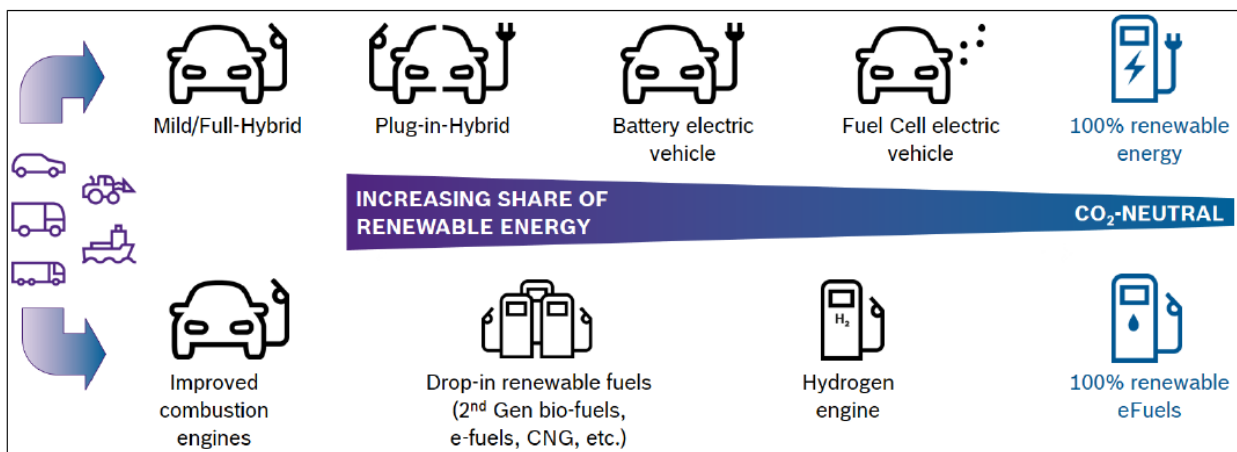 Mild/Full-Hybrid
Plug-in-Hybrid
Battery electric
vehicle
Fuel Cell electric
vehicle
100% renewable
energy
INCREASING SHARE OF
RENEWABLE ENERGY
CO₂-NEUTRAL
H₂
Improved
combustion
engines
Drop-in renewable fuels
(2ⁿᵈ Gen bio-fuels,
e-fuels, CNG, etc.)
Hydrogen
engine
100% renewable
eFuels